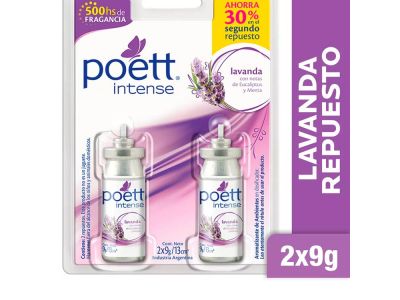 500hs de
FRAGANCIA
AHORRA
30% en el
segundo
repuesto
poett®
intense
lavanda
con notas
de Eucaliptus
y Menta
poett
intense
lavanda
poett
intense
lavanda
Cont. Neto
2x9g/13cm³
Industria Argentina
LAVANDA
REPUESTO
2x9g